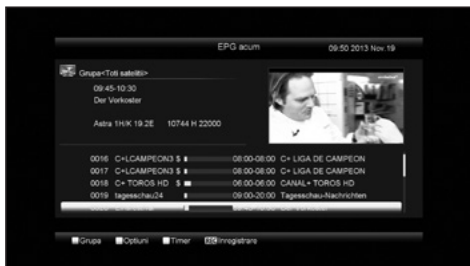 EPG acum 09:50 2013 Nov.19
Grupa<Toti satelitii>
09:45-10:30
Der Vorkoster
Astra 1H/K 19.2E 10744 H 22000
0016 C+LCAMPEON3 $ 08:00-08:00 C+ LIGA DE CAMPEON
0017 C+LCAMPEON3 $ 08:00-08:00 C+ LIGA DE CAMPEON
0018 C+ TOROS HD $ 06:00-06:00 CANAL+ TOROS HD
0019 tagesschau24 09:00-20:00 Tagesschau-Nachrichten
Grupa Optiuni Timer REC Inregistrare